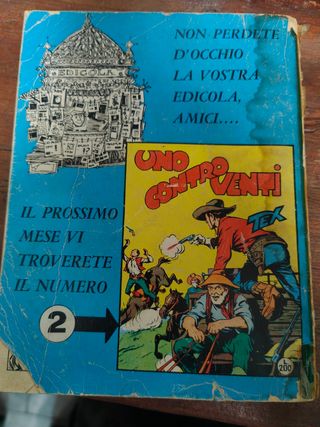 EDICOLA
NON PERDETE
D'OCCHIO
LA VOSTRA
EDICOLA,
AMICI....
UNO
CONTRO
VENTI
TEX
IL PROSSIMO
MESE VI
TROVERETE
IL NUMERO
2
L. 200